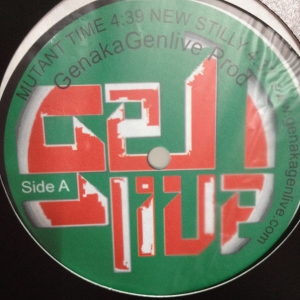 MUTANT TIME 4:39 NEW STILLY
GenakaGenlive Prod
Gen
live
Side A
.genakagenlive.com